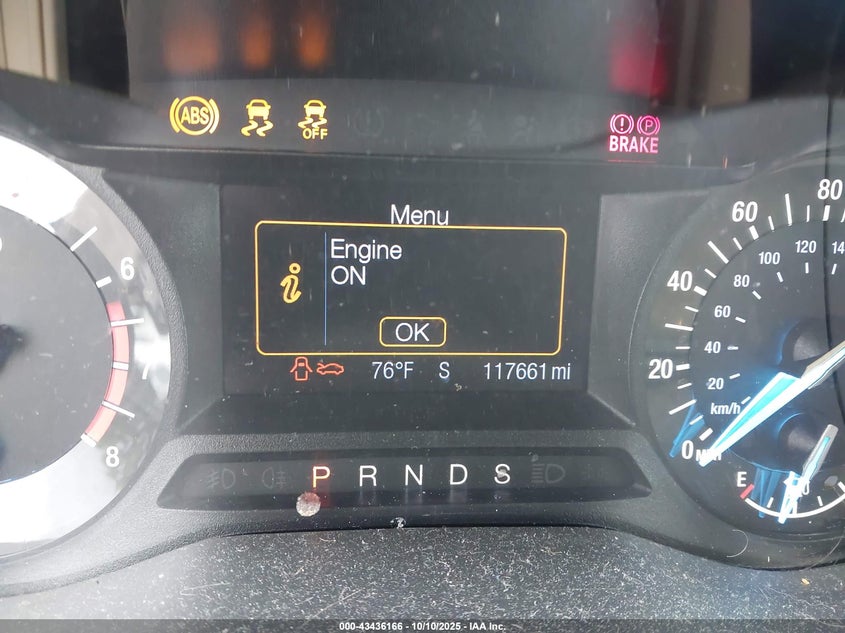 ABS
OFF
BRAKE
Menu
Engine
ON
OK
76°F S 117661 mi
P R N D S
6
7
8
0
20
40
60
80
20
40
60
80
100
120
km/h
E
000-43436166 - 10/10/2025 - IAA Inc.